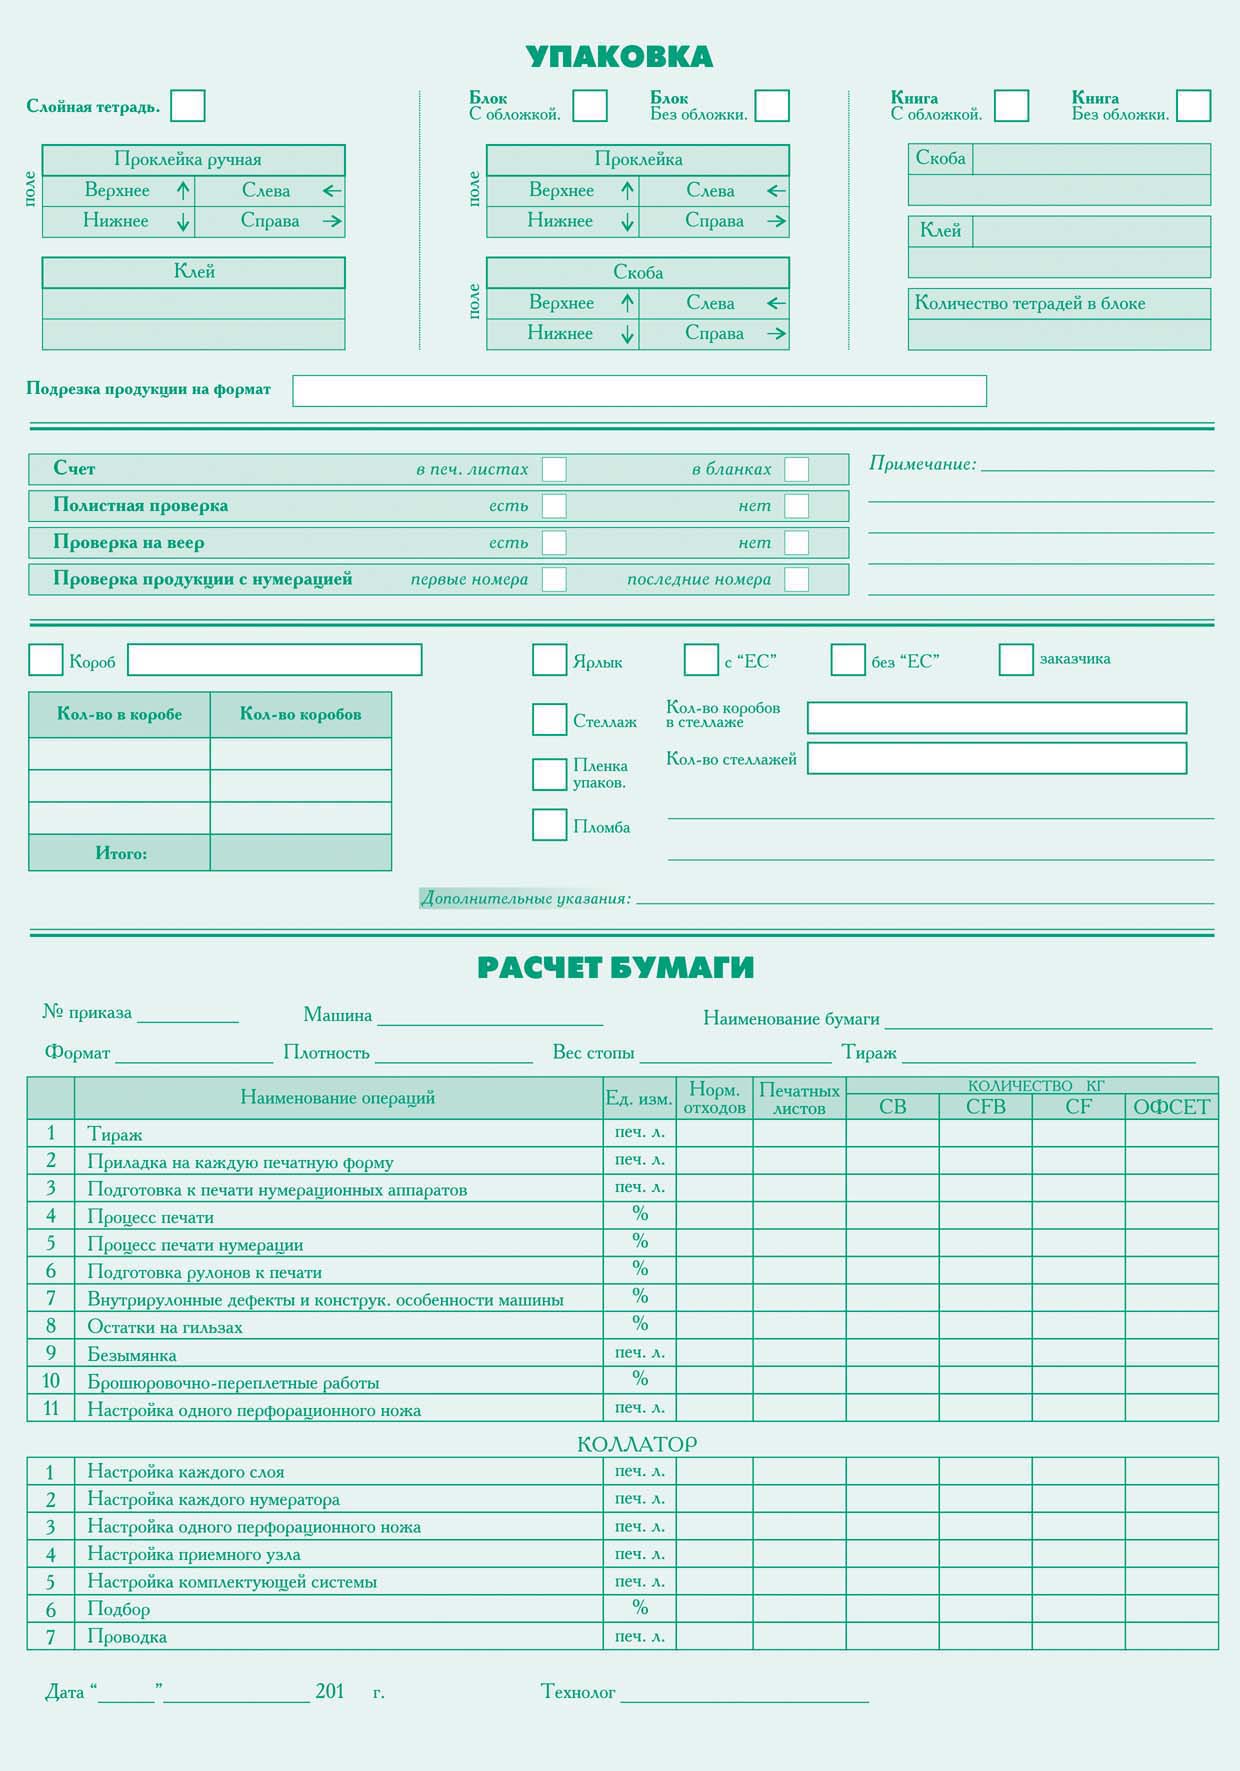 УПАКОВКА
Слойная тетрадь.
Блок
С обложкой.
Блок
Без обложки.
Книга
С обложкой.
Книга
Без обложки.
поле
Проклейка ручная
Верхнее ↑ Слева ←
Нижнее ↓ Справа →
Клей
поле
Проклейка
Верхнее ↑ Слева ←
Нижнее ↓ Справа →
поле
Скоба
Верхнее ↑ Слева ←
Нижнее ↓ Справа →
Скоба
Клей
Количество тетрадей в блоке
Подрезка продукции на формат
Счет в печ. листах в бланках
Полистная проверка есть нет
Проверка на веер есть нет
Проверка продукции с нумерацией первые номера последние номера
Примечание:
Короб
Кол-во в коробе Кол-во коробов
Итого:
Ярлык с “ЕС” без “ЕС” заказчика
Стеллаж
Кол-во коробов
в стеллаже
Кол-во стеллажей
Пленка
упаков.
Пломба
Дополнительные указания:
РАСЧЕТ БУМАГИ
№ приказа Машина Наименование бумаги
Формат Плотность Вес стопы Тираж
Наименование операций Ед. изм. Норм. отходов Печатных листов КОЛИЧЕСТВО КГ
CB CFB CF ОФСЕТ
1 Тираж печ. л.
2 Приладка на каждую печатную форму печ. л.
3 Подготовка к печати нумерационных аппаратов печ. л.
4 Процесс печати %
5 Процесс печати нумерации %
6 Подготовка рулонов к печати %
7 Внутрирулонные дефекты и конструк. особенности машины %
8 Остатки на гильзах %
9 Безымянка печ. л.
10 Брошюровочно-переплетные работы %
11 Настройка одного перфорационного ножа печ. л.
КОЛЛАТОР
1 Настройка каждого слоя печ. л.
2 Настройка каждого нумератора печ. л.
3 Настройка одного перфорационного ножа печ. л.
4 Настройка приемного узла печ. л.
5 Настройка комплектующей системы печ. л.
6 Подбор %
7 Проводка печ. л.
Дата “______”______________ 201 г. Технолог